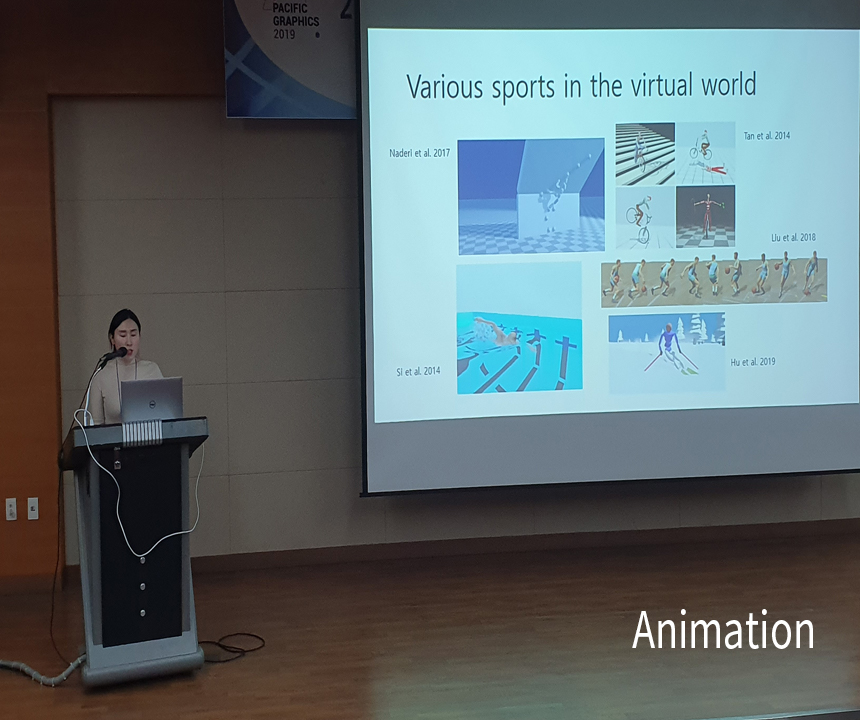 PACIFIC
GRAPHICS
2019
Various sports in the virtual world
Naderi et al. 2017
Tan et al. 2014
Liu et al. 2018
Si et al. 2014
Hu et al. 2019
DELL
Animation